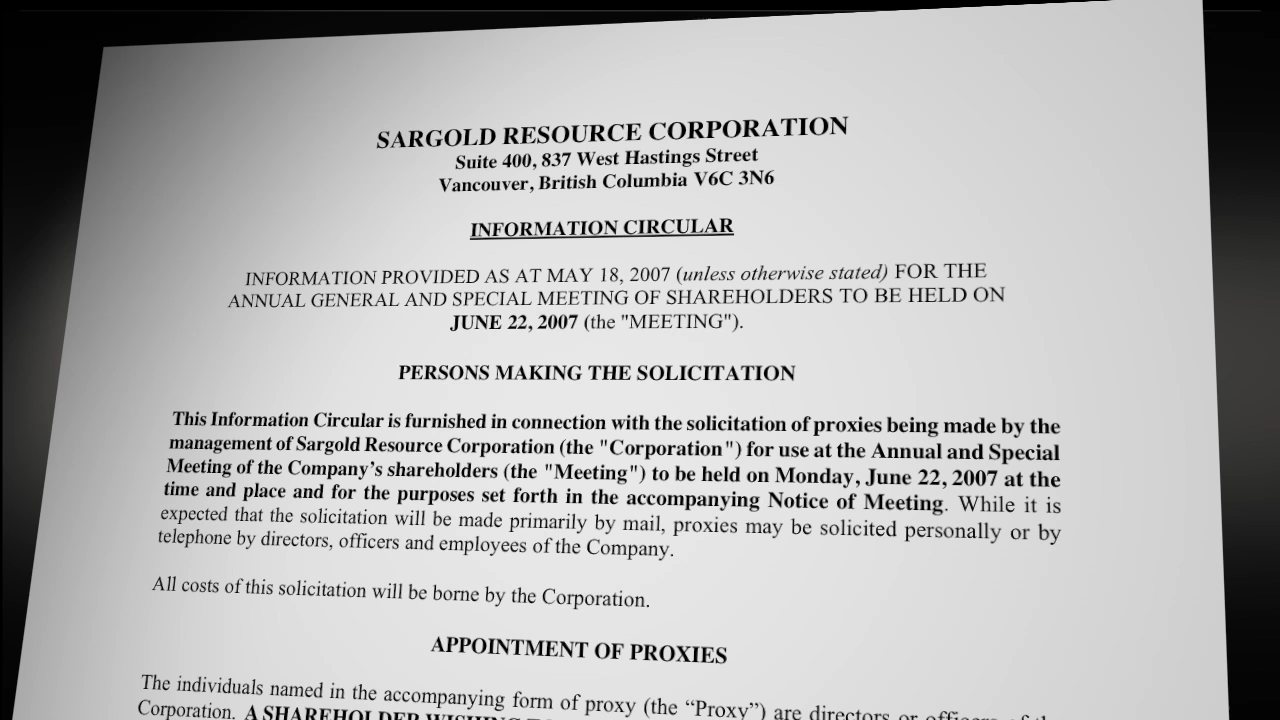 SARGOLD RESOURCE CORPORATION
Suite 400, 837 West Hastings Street
Vancouver, British Columbia V6C 3N6
INFORMATION CIRCULAR
INFORMATION PROVIDED AS AT MAY 18, 2007 (unless otherwise stated) FOR THE
ANNUAL GENERAL AND SPECIAL MEETING OF SHAREHOLDERS TO BE HELD ON
JUNE 22, 2007 (the "MEETING").
PERSONS MAKING THE SOLICITATION
This Information Circular is furnished in connection with the solicitation of proxies being made by the
management of Sargold Resource Corporation (the "Corporation") for use at the Annual and Special
Meeting of the Company’s shareholders (the "Meeting") to be held on Monday, June 22, 2007 at the
time and place and for the purposes set forth in the accompanying Notice of Meeting. While it is
expected that the solicitation will be made primarily by mail, proxies may be solicited personally or by
telephone by directors, officers and employees of the Company.
All costs of this solicitation will be borne by the Corporation.
APPOINTMENT OF PROXIES
The individuals named in the accompanying form of proxy (the “Proxy”) are directors or officers of the
Corporation. A SHAREHOLDER WISHING